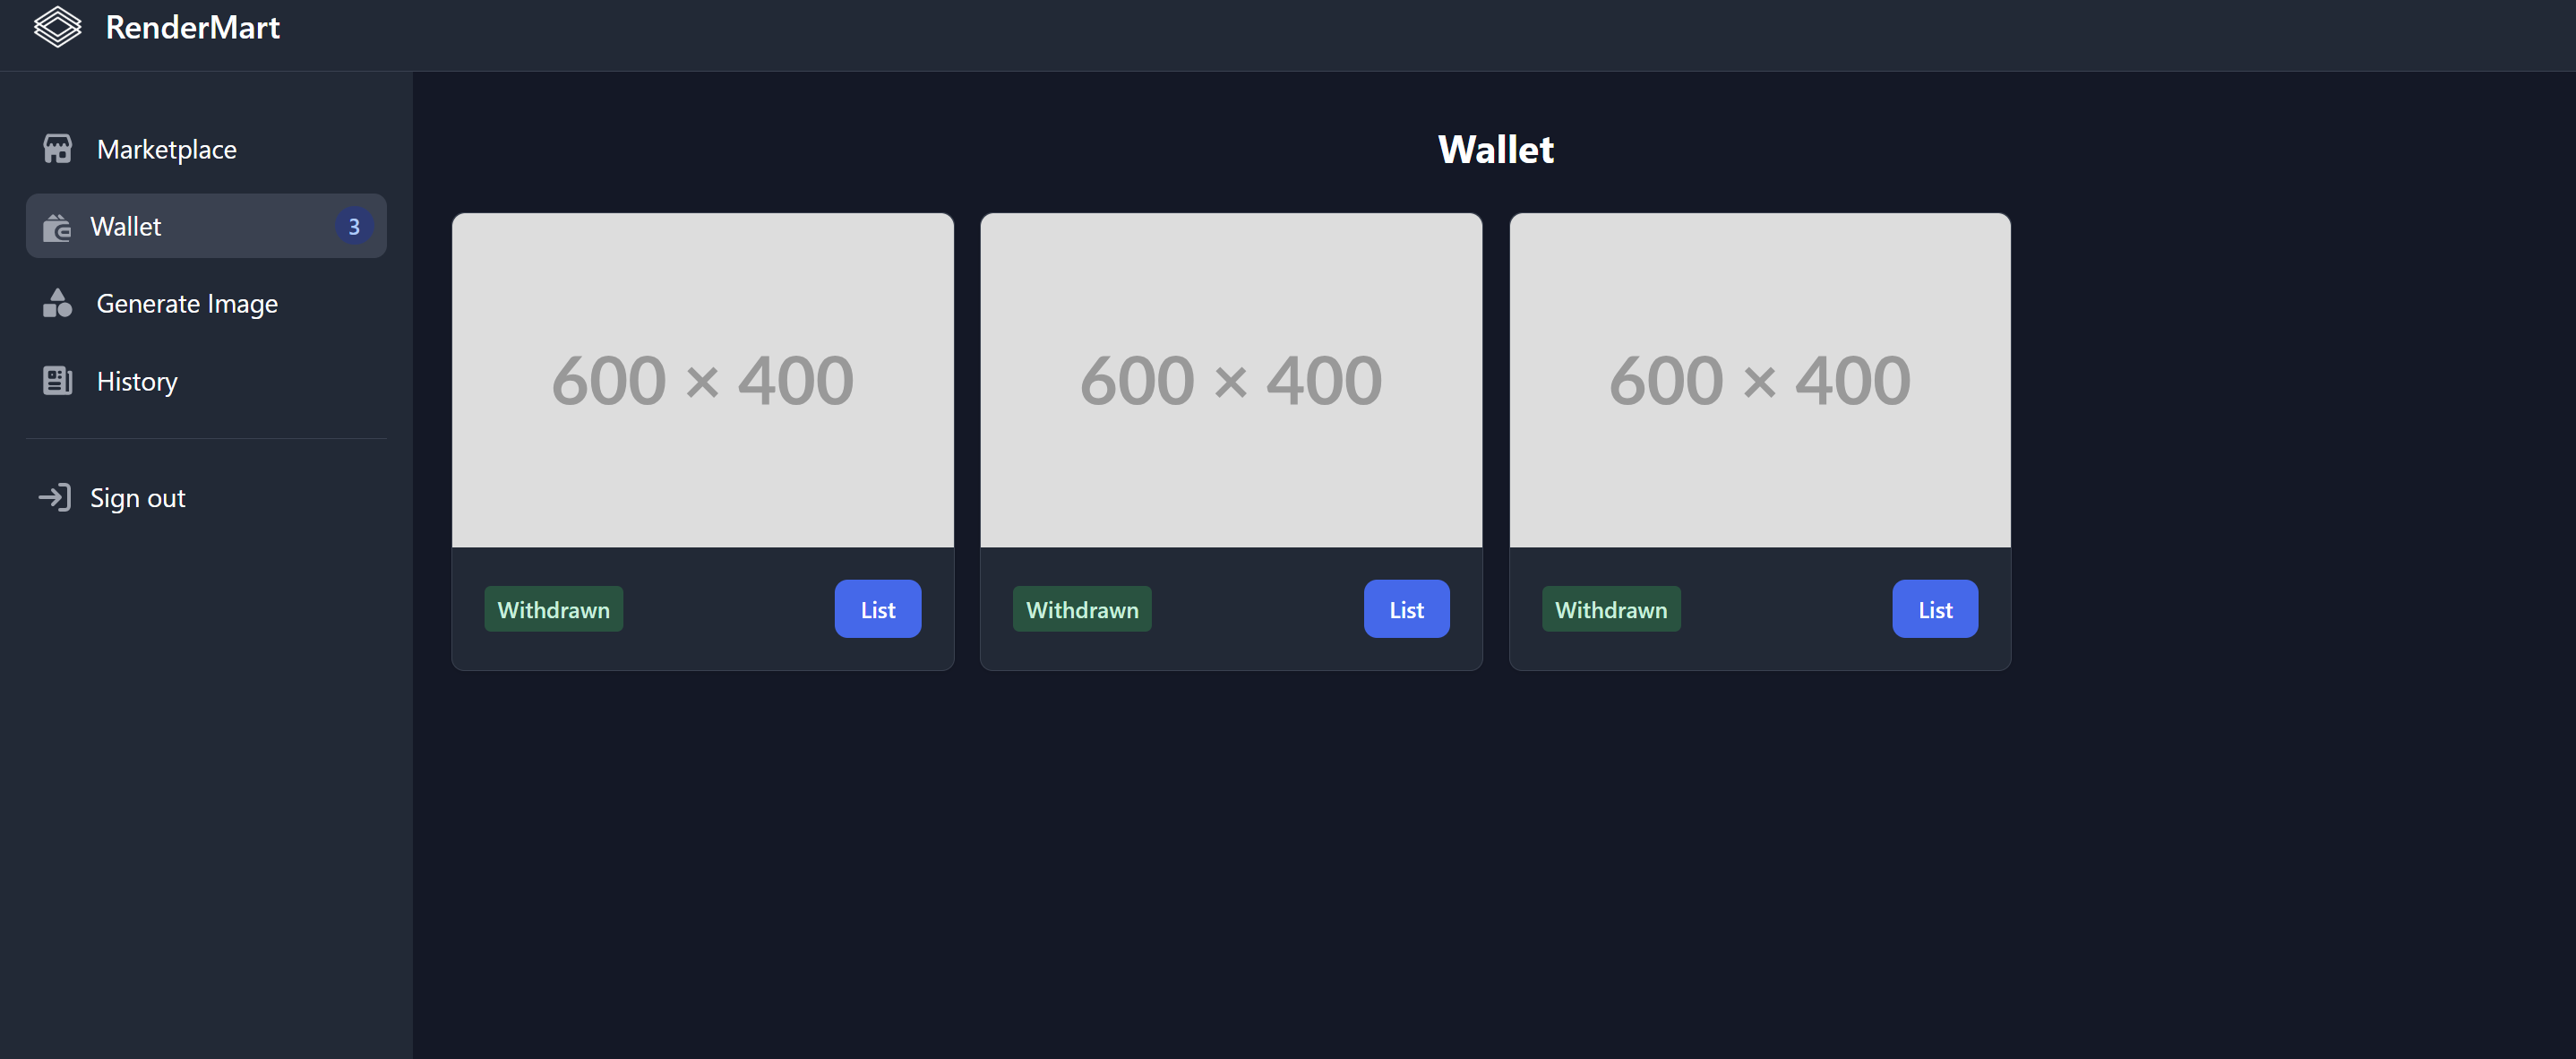 RenderMart
Marketplace
Wallet 3
Generate Image
History
Sign out
Wallet
600 × 400
Withdrawn List
600 × 400
Withdrawn List
600 × 400
Withdrawn List